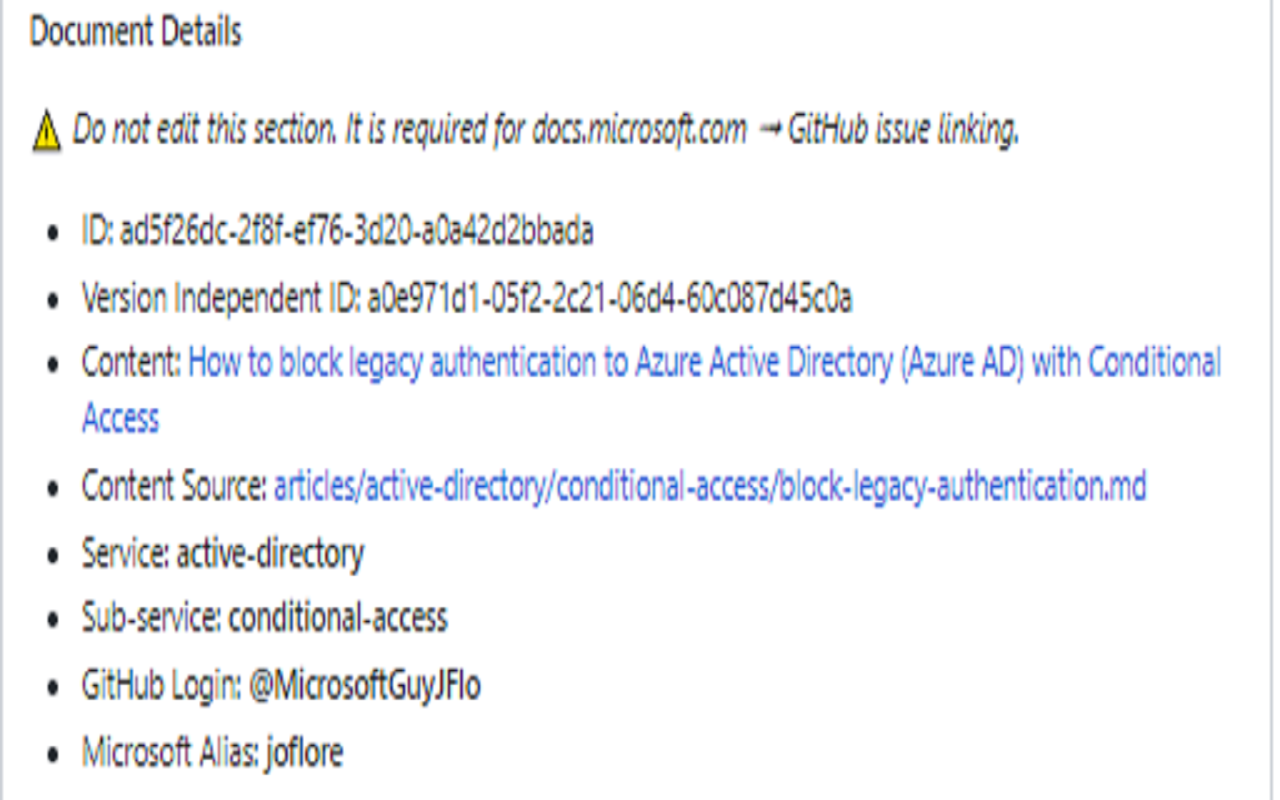 Document Details
⚠ Do not edit this section. It is required for docs.microsoft.com ➟ GitHub issue linking.
• ID: ad5f26dc-2f8f-ef76-3d20-a0a42d2bbada
• Version Independent ID: a0e971d1-05f2-2c21-06d4-60c087d45c0a
• Content: How to block legacy authentication to Azure Active Directory (Azure AD) with Conditional
Access
• Content Source: articles/active-directory/conditional-access/block-legacy-authentication.md
• Service: active-directory
• Sub-service: conditional-access
• GitHub Login: @MicrosoftGuyJFlo
• Microsoft Alias: joflore